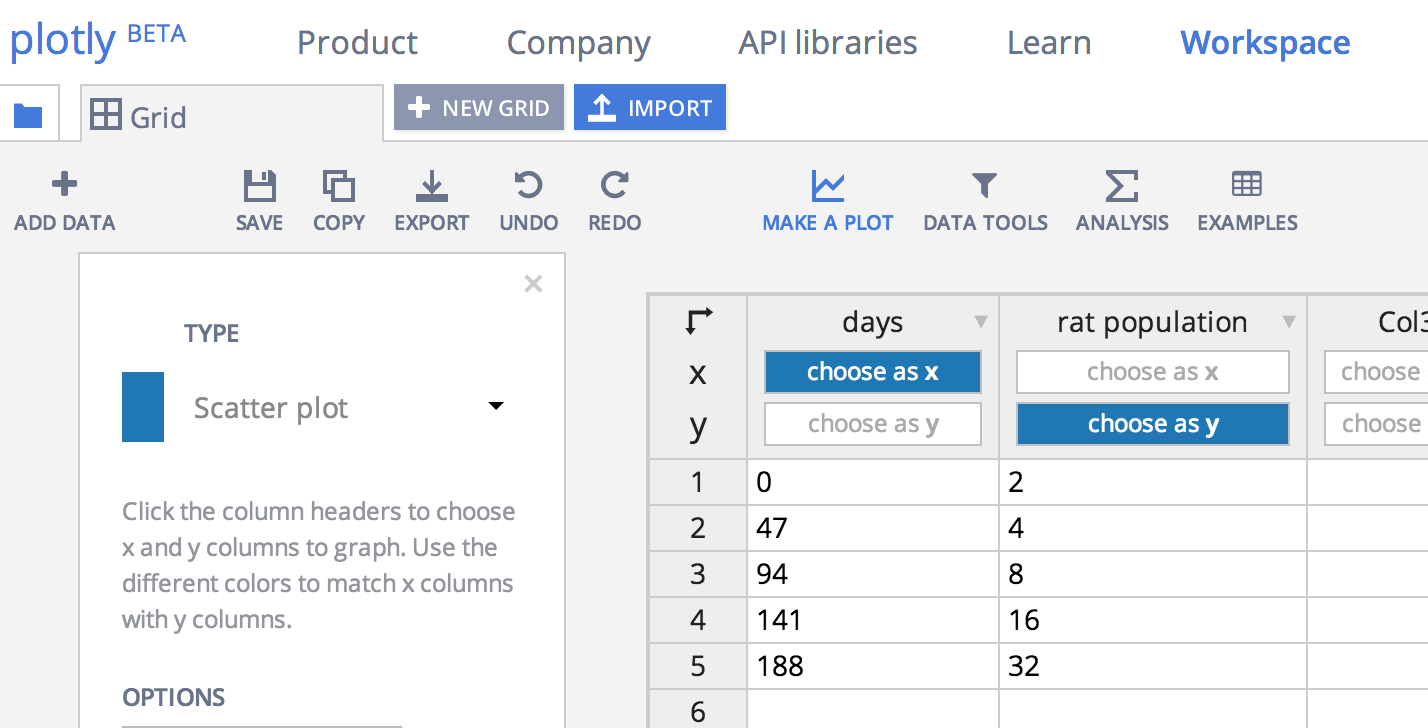 plotly BETA Product Company API libraries Learn Workspace
Grid + NEW GRID IMPORT
ADD DATA SAVE COPY EXPORT UNDO REDO MAKE A PLOT DATA TOOLS ANALYSIS EXAMPLES
TYPE
Scatter plot
Click the column headers to choose
x and y columns to graph. Use the
different colors to match x columns
with y columns.
OPTIONS
days rat population Col3
x choose as x choose as x choose
y choose as y choose as y choose
1 0 2
2 47 4
3 94 8
4 141 16
5 188 32
6